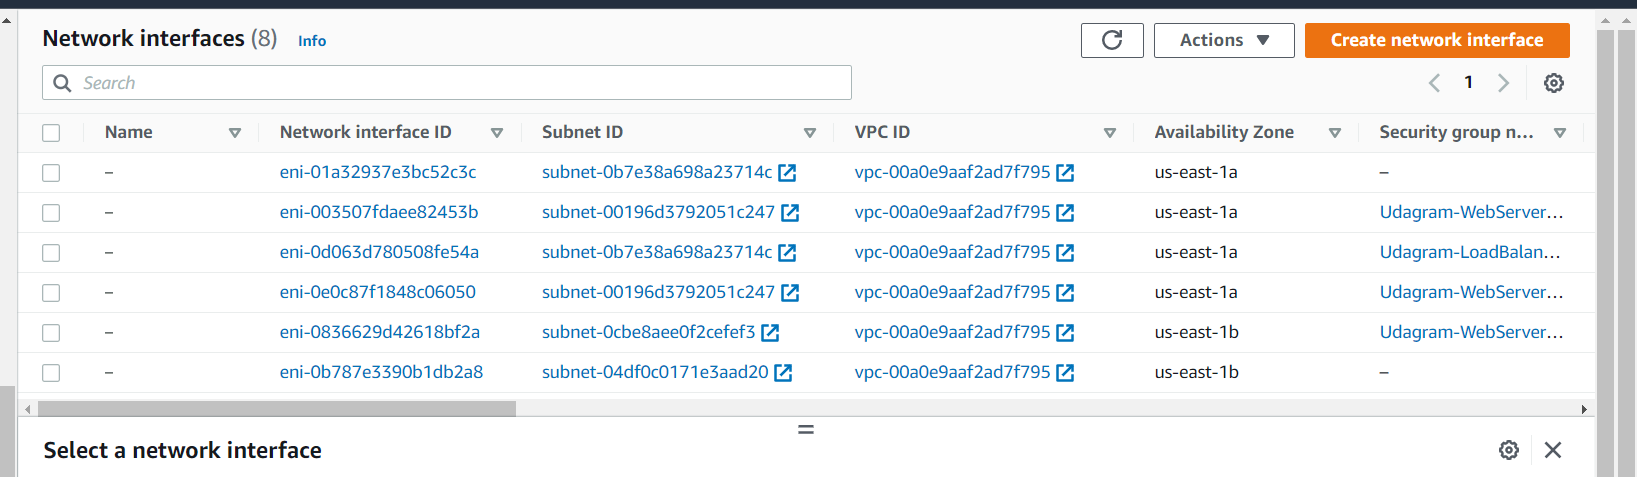 Network interfaces (8) Info
Actions Create network interface
Search
1
Name Network interface ID Subnet ID VPC ID Availability Zone Security group n...
– eni-01a32937e3bc52c3c subnet-0b7e38a698a23714c vpc-00a0e9aaf2ad7f795 us-east-1a –
– eni-003507fdaee82453b subnet-00196d3792051c247 vpc-00a0e9aaf2ad7f795 us-east-1a Udagram-WebServer...
– eni-0d063d780508fe54a subnet-0b7e38a698a23714c vpc-00a0e9aaf2ad7f795 us-east-1a Udagram-LoadBalan...
– eni-0e0c87f1848c06050 subnet-00196d3792051c247 vpc-00a0e9aaf2ad7f795 us-east-1a Udagram-WebServer...
– eni-0836629d42618bf2a subnet-0cbe8aee0f2cefef3 vpc-00a0e9aaf2ad7f795 us-east-1b Udagram-WebServer...
– eni-0b787e3390b1db2a8 subnet-04df0c0171e3aad20 vpc-00a0e9aaf2ad7f795 us-east-1b –
Select a network interface